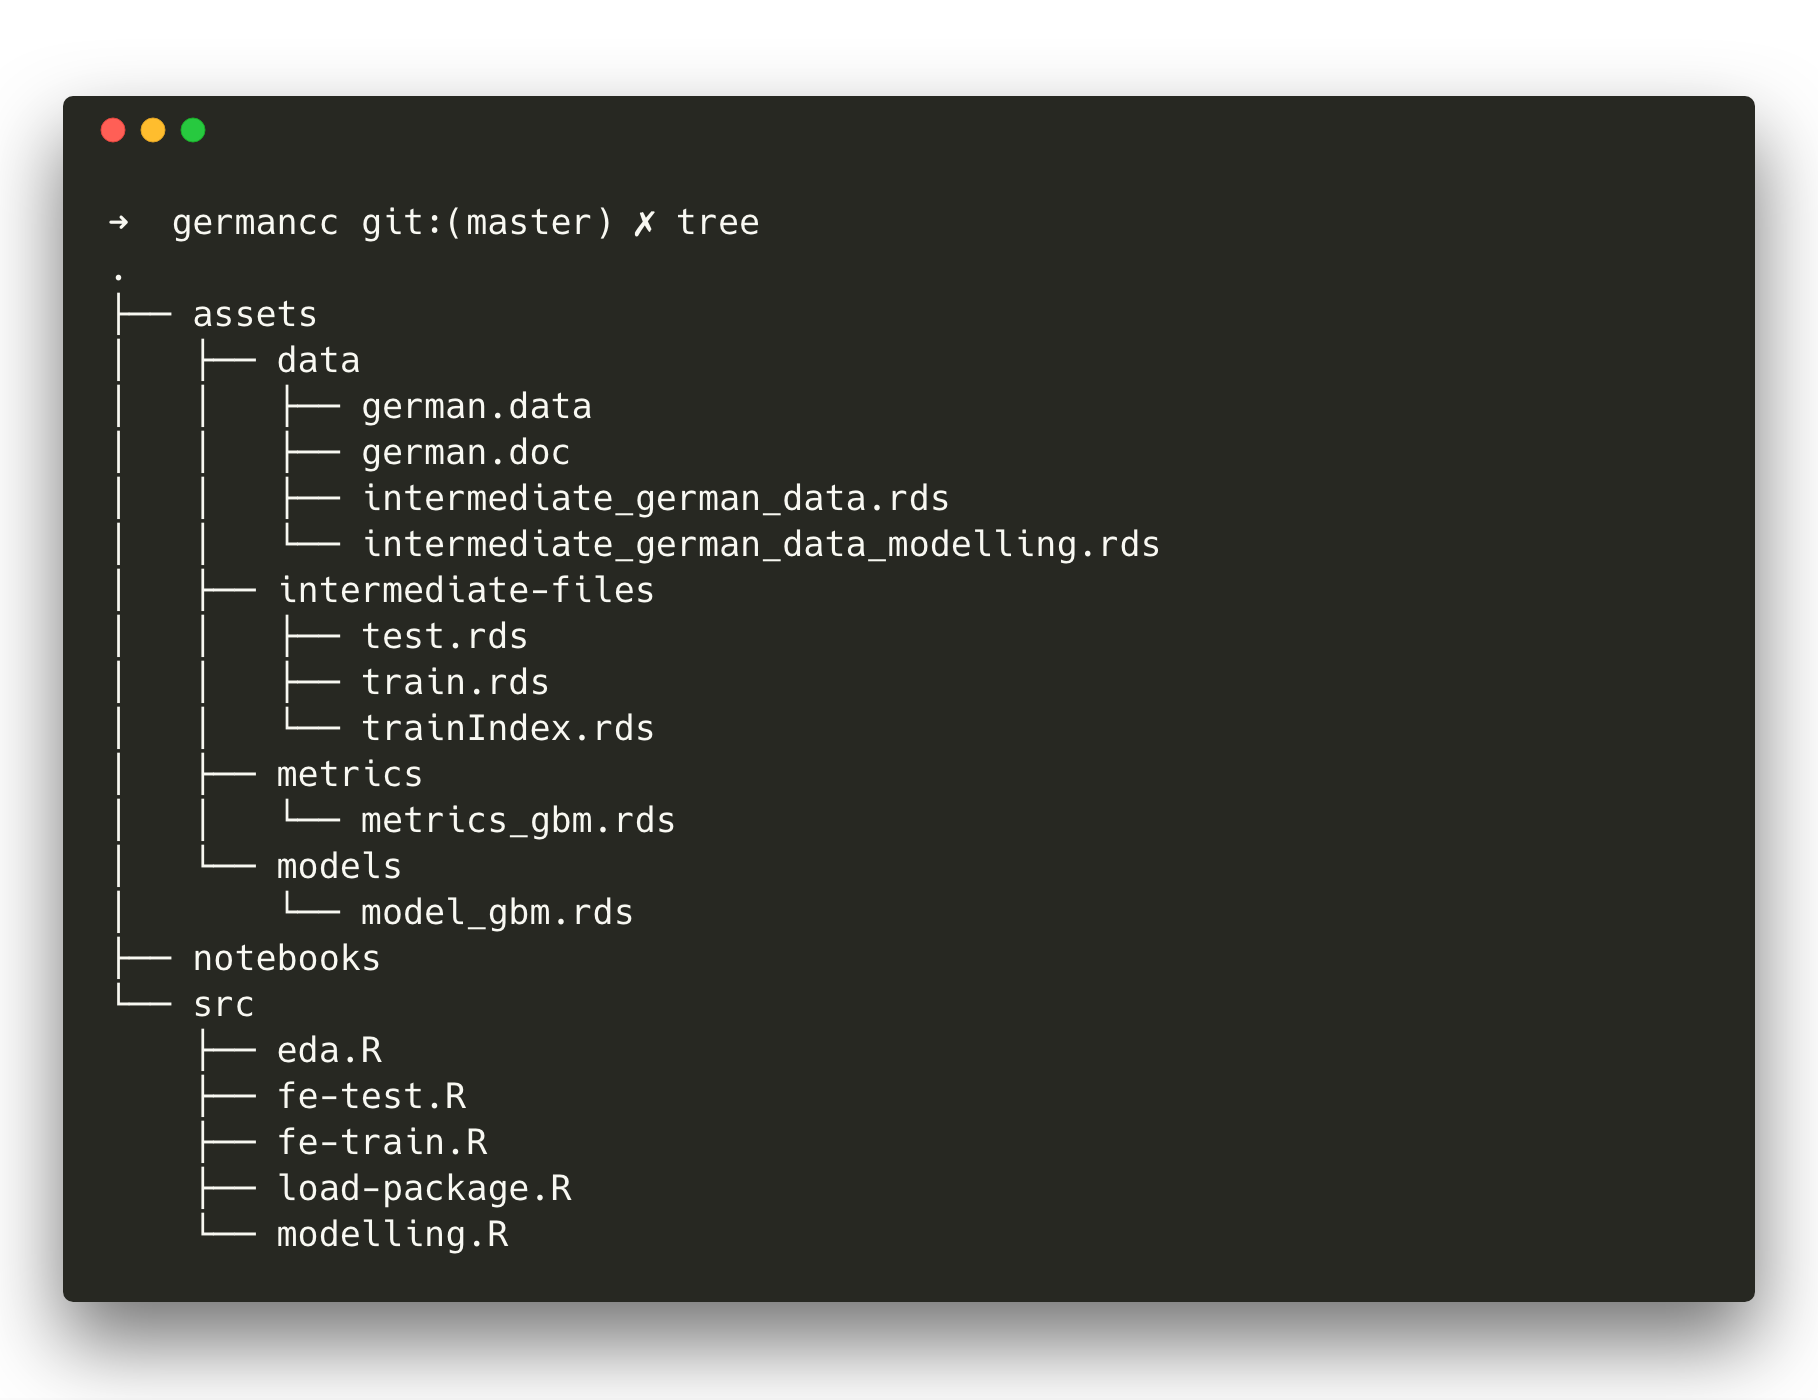 ➜  germancc git:(master) ✗ tree
.
├── assets
│   ├── data
│   │   ├── german.data
│   │   ├── german.doc
│   │   ├── intermediate_german_data.rds
│   │   └── intermediate_german_data_modelling.rds
│   ├── intermediate-files
│   │   ├── test.rds
│   │   ├── train.rds
│   │   └── trainIndex.rds
│   ├── metrics
│   │   └── metrics_gbm.rds
│   └── models
│       └── model_gbm.rds
├── notebooks
└── src
    ├── eda.R
    ├── fe-test.R
    ├── fe-train.R
    ├── load-package.R
    └── modelling.R